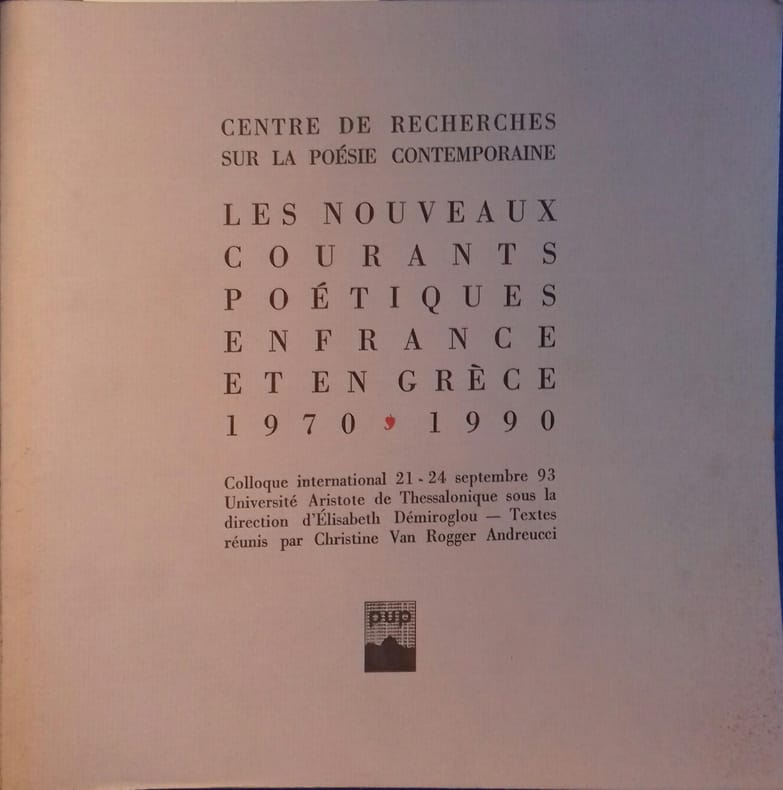 CENTRE DE RECHERCHES
SUR LA POÉSIE CONTEMPORAINE
LES NOUVEAUX
COURANTS
POÉTIQUES
EN FRANCE
ET EN GRÈCE
1970 1990
Colloque international 21 - 24 septembre 93
Université Aristote de Thessalonique sous la
direction d'Élisabeth Démiroglou — Textes
réunis par Christine Van Rogger Andreucci
pup